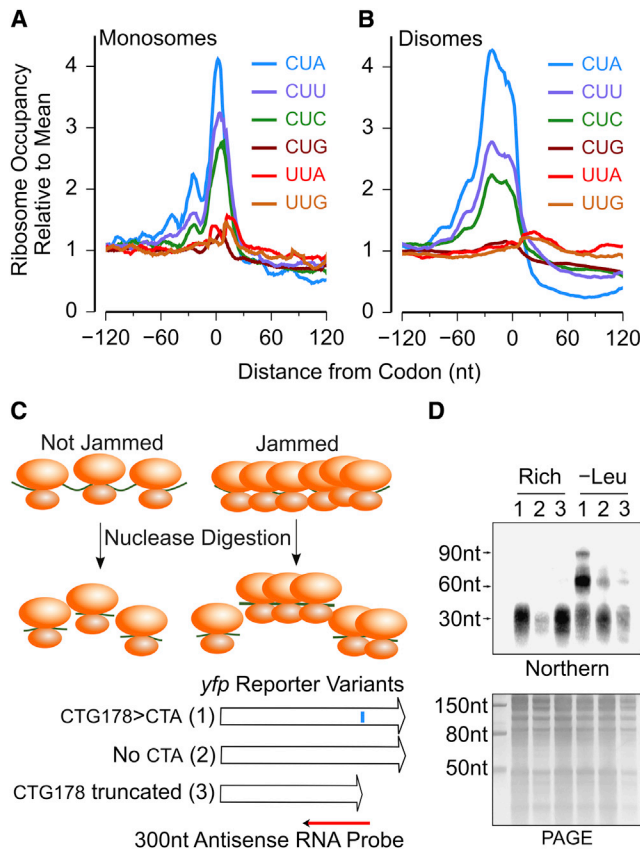 A
Monosomes
Ribosome Occupancy
Relative to Mean
4
3
2
1
0
CUA
CUU
CUC
CUG
UUA
UUG
−120 −60 0 60 120
B
Disomes
4
3
2
1
0
CUA
CUU
CUC
CUG
UUA
UUG
−120 −60 0 60 120
Distance from Codon (nt)
C
Not Jammed
Jammed
Nuclease Digestion
yfp Reporter Variants
CTG178>CTA (1)
No CTA (2)
CTG178 truncated (3)
300nt Antisense RNA Probe
D
Rich −Leu
1 2 3 1 2 3
90nt
60nt
30nt
Northern
150nt
80nt
50nt
PAGE